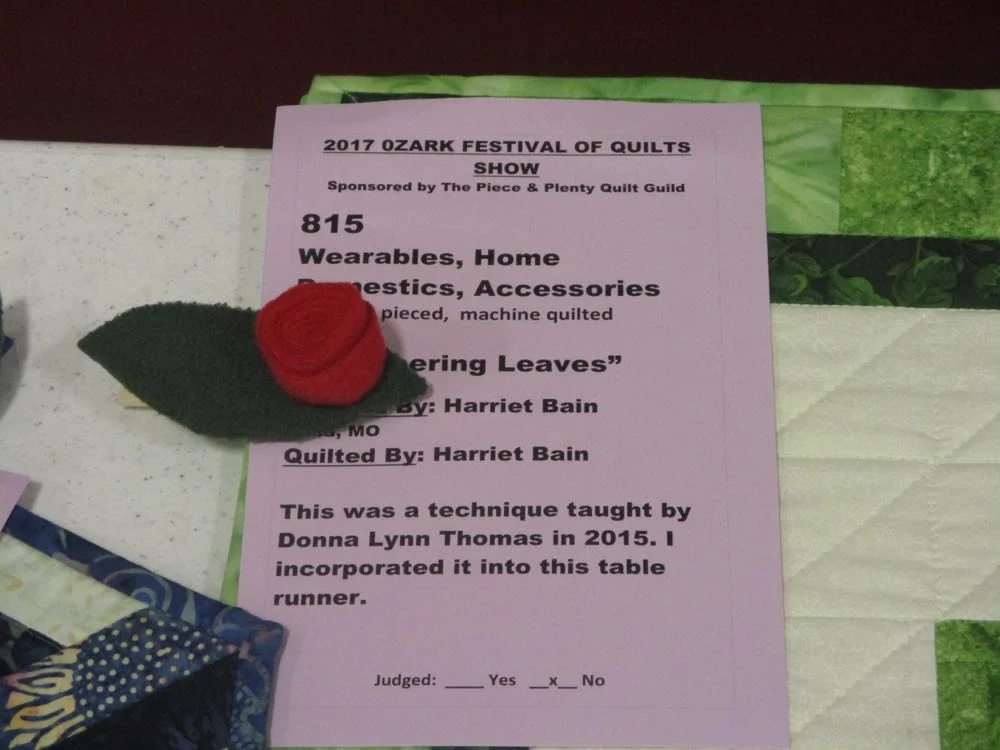 2017 0ZARK FESTIVAL OF QUILTS
SHOW
Sponsored by The Piece & Plenty Quilt Guild
815
Wearables, Home
Domestics, Accessories
pieced, machine quilted
ering Leaves”
By: Harriet Bain
MO
Quilted By: Harriet Bain
This was a technique taught by
Donna Lynn Thomas in 2015. I
incorporated it into this table
runner.
Judged: ____ Yes __x__ No